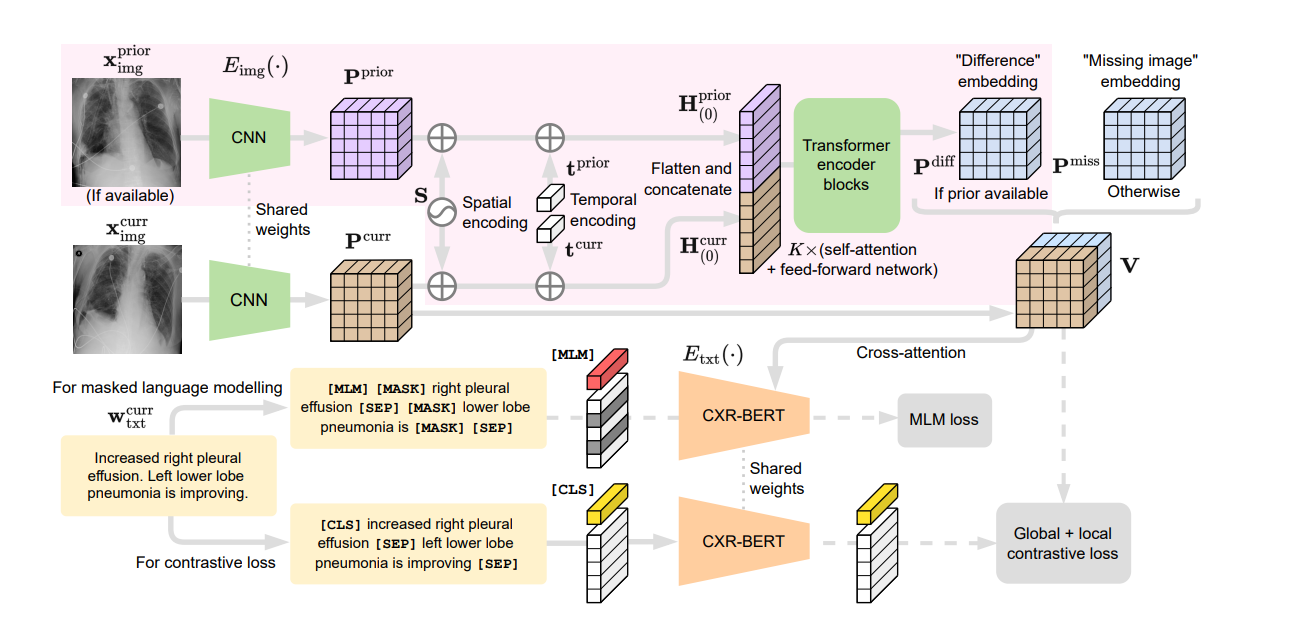 x_img^prior
E_img(·)
P^prior
CNN
(If available)
S
Spatial
encoding
t^prior
Temporal
encoding
t^curr
H_(0)^prior
Flatten and
concatenate
H_(0)^curr
Transformer
encoder
blocks
K×(self-attention
+ feed-forward network)
"Difference"
embedding
P^diff
If prior available
"Missing image"
embedding
P^miss
Otherwise
Shared
weights
x_img^curr
CNN
P^curr
V
Cross-attention
For masked language modelling
w_txt^curr
Increased right pleural
effusion. Left lower lobe
pneumonia is improving.
For contrastive loss
[MLM] [MASK] right pleural
effusion [SEP] [MASK] lower lobe
pneumonia is [MASK] [SEP]
[MLM]
E_txt(·)
CXR-BERT
MLM loss
Shared
weights
[CLS] increased right pleural
effusion [SEP] left lower lobe
pneumonia is improving [SEP]
[CLS]
CXR-BERT
Global + local
contrastive loss